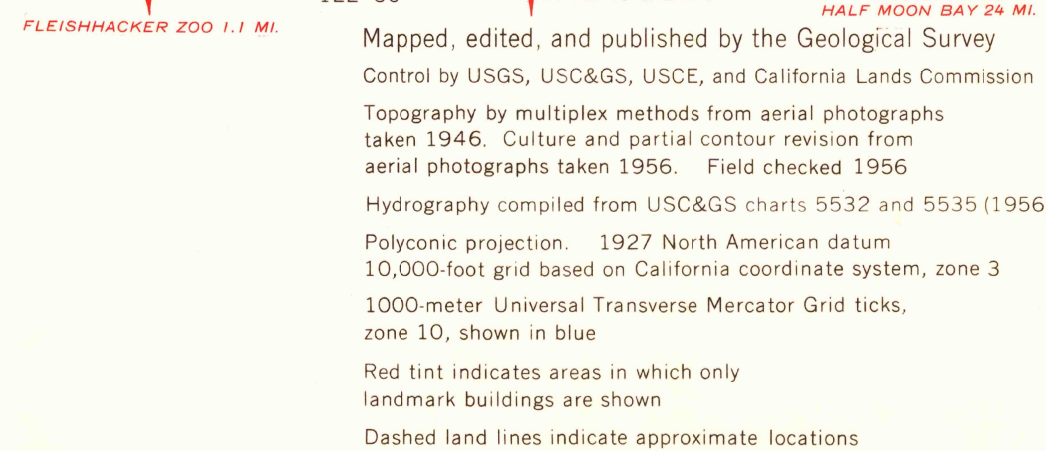 FLEISHHACKER ZOO 1.1 MI.
HALF MOON BAY 24 MI.
Mapped, edited, and published by the Geological Survey
Control by USGS, USC&GS, USCE, and California Lands Commission
Topography by multiplex methods from aerial photographs
taken 1946. Culture and partial contour revision from
aerial photographs taken 1956. Field checked 1956
Hydrography compiled from USC&GS charts 5532 and 5535 (1956
Polyconic projection. 1927 North American datum
10,000-foot grid based on California coordinate system, zone 3
1000-meter Universal Transverse Mercator Grid ticks,
zone 10, shown in blue
Red tint indicates areas in which only
landmark buildings are shown
Dashed land lines indicate approximate locations